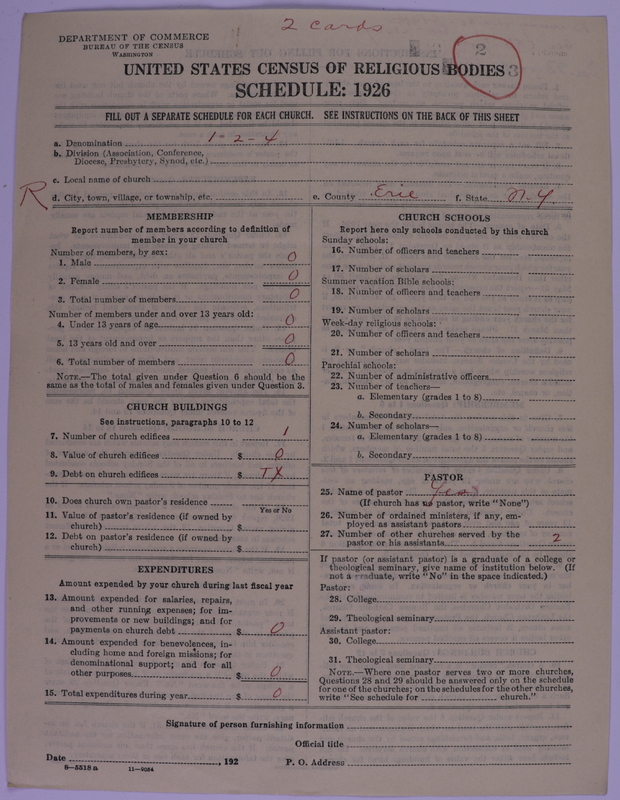 2 cards
DEPARTMENT OF COMMERCE
BUREAU OF THE CENSUS
WASHINGTON
2
3
UNITED STATES CENSUS OF RELIGIOUS BODIES
SCHEDULE: 1926
FILL OUT A SEPARATE SCHEDULE FOR EACH CHURCH. SEE INSTRUCTIONS ON THE BACK OF THIS SHEET
a. Denomination 1-2-4
b. Division (Association, Conference,
Diocese, Presbytery, Synod, etc.)
c. Local name of church
R d. City, town, village, or township, etc. e. County Erie f. State N.Y.
MEMBERSHIP
Report number of members according to definition of
member in your church
Number of members, by sex:
1. Male 0
2. Female 0
3. Total number of members 0
Number of members under and over 13 years old:
4. Under 13 years of age 0
5. 13 years old and over 0
6. Total number of members 0
NOTE.—The total given under Question 6 should be the
same as the total of males and females given under Question 3.
CHURCH BUILDINGS
See instructions, paragraphs 10 to 12
7. Number of church edifices 1
8. Value of church edifices $ 0
9. Debt on church edifices $ TX
10. Does church own pastor's residence
Yes or No
11. Value of pastor's residence (if owned by
church) $
12. Debt on pastor's residence (if owned by
church) $
EXPENDITURES
Amount expended by your church during last fiscal year
13. Amount expended for salaries, repairs,
and other running expenses; for im-
provements or new buildings; and for
payments on church debt $ 0
14. Amount expended for benevolences, in-
cluding home and foreign missions; for
denominational support; and for all
other purposes $ 0
15. Total expenditures during year $ 0
CHURCH SCHOOLS
Report here only schools conducted by this church
Sunday schools:
16. Number of officers and teachers
17. Number of scholars
Summer vacation Bible schools:
18. Number of officers and teachers
19. Number of scholars
Week-day religious schools:
20. Number of officers and teachers
21. Number of scholars
Parochial schools:
22. Number of administrative officers
23. Number of teachers—
a. Elementary (grades 1 to 8)
b. Secondary
24. Number of scholars—
a. Elementary (grades 1 to 8)
b. Secondary
PASTOR
25. Name of pastor Yes
(If church has no pastor, write "None")
26. Number of ordained ministers, if any, em-
ployed as assistant pastors
27. Number of other churches served by the
pastor or his assistants 2
If pastor (or assistant pastor) is a graduate of a college or
theological seminary, give name of institution below. (If
not a graduate, write "No" in the space indicated.)
Pastor:
28. College
29. Theological seminary
Assistant pastor:
30. College
31. Theological seminary
NOTE.—Where one pastor serves two or more churches,
Questions 28 and 29 should be answered only on the schedule
for one of the churches; on the schedules for the other churches,
write "See schedule for church."
Signature of person furnishing information
Official title
Date , 192 P. O. Address
8—5518 a 11—9054